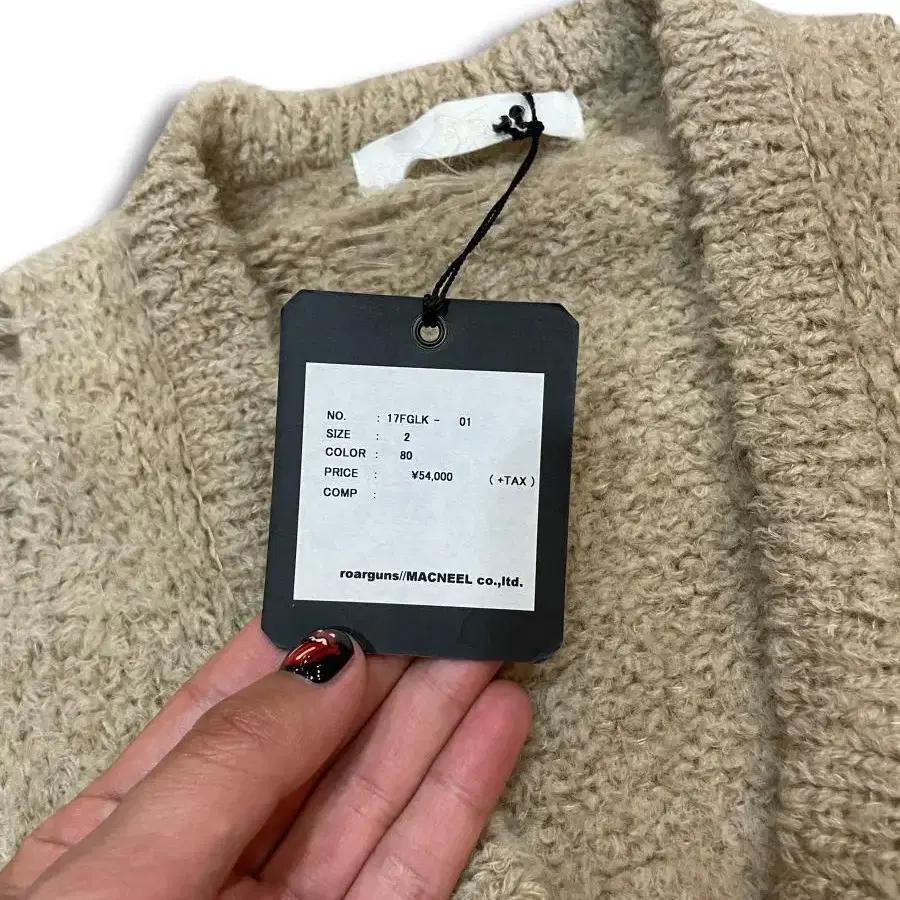 NO. : 17FGLK - 01
SIZE : 2
COLOR : 80
PRICE : ¥54,000 ( +TAX )
COMP :
roarguns//MACNEEL co.,ltd.